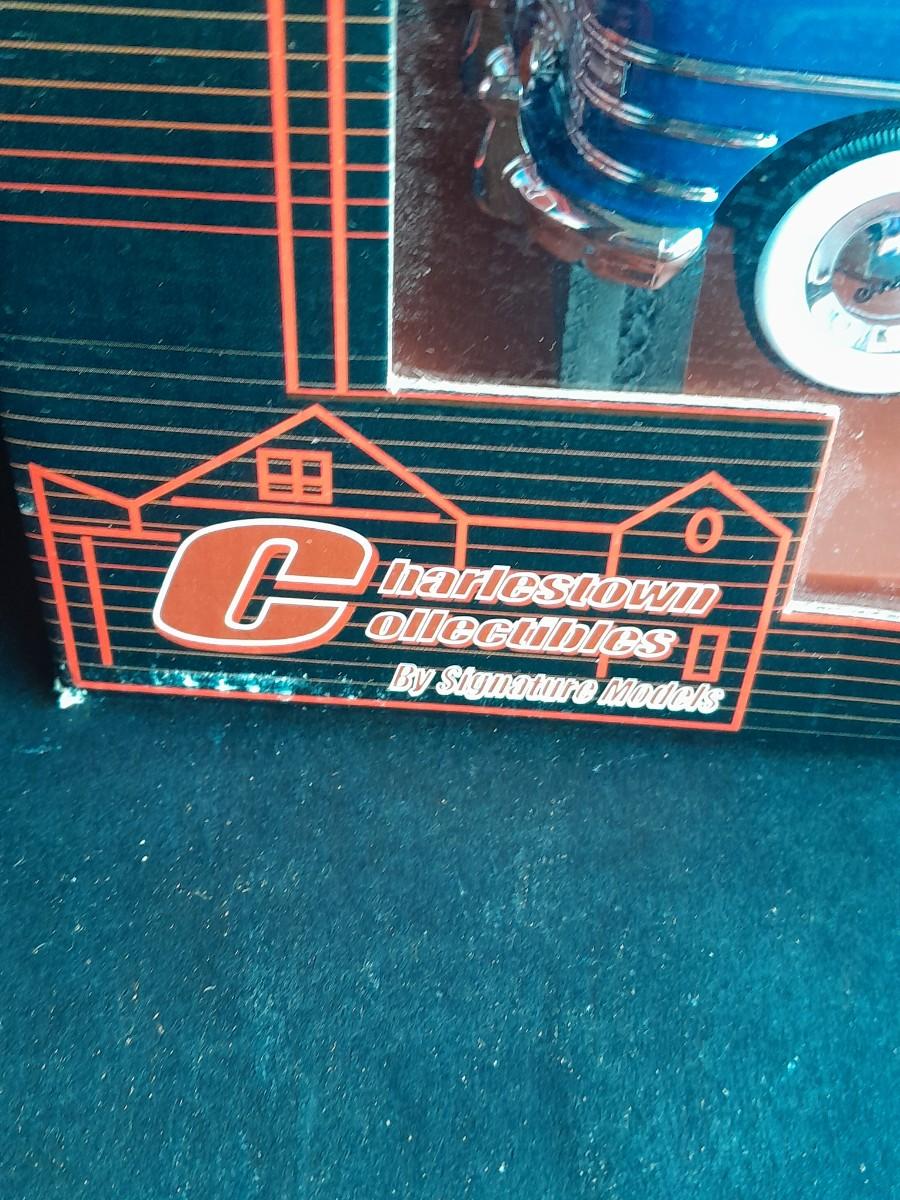 Charlestown
Collectibles
By Signature Models